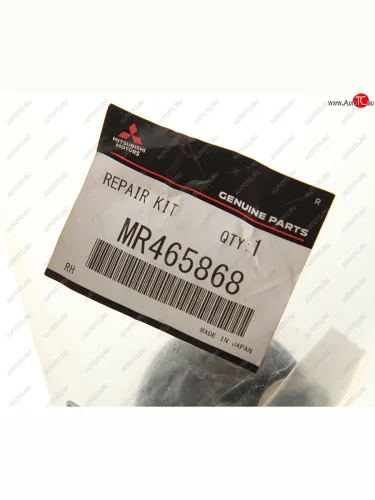 www.AutoTC.ru
MITSUBISHI
MOTORS
GENUINE PARTS
R
REPAIR KIT
QTY:1
MR465868
RH
MADE IN JAPAN